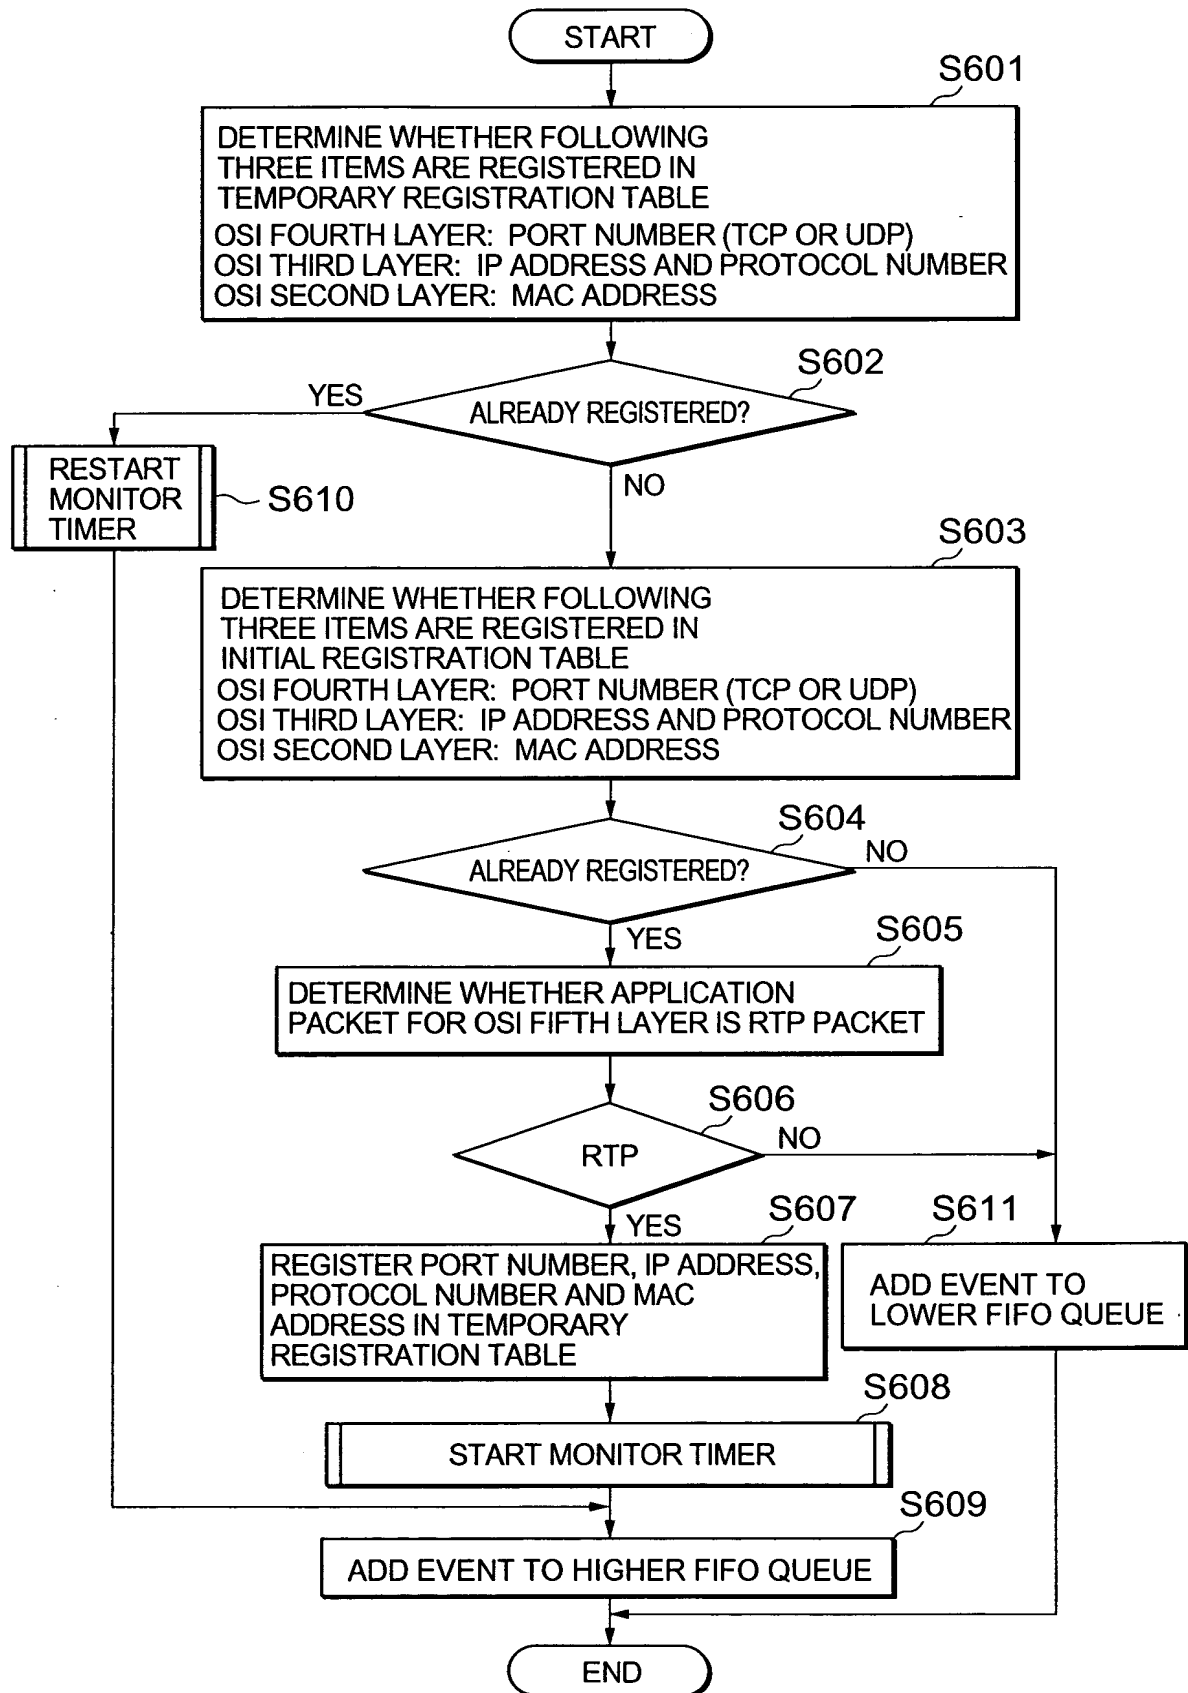 START
S601
DETERMINE WHETHER FOLLOWING
THREE ITEMS ARE REGISTERED IN
TEMPORARY REGISTRATION TABLE
OSI FOURTH LAYER: PORT NUMBER (TCP OR UDP)
OSI THIRD LAYER: IP ADDRESS AND PROTOCOL NUMBER
OSI SECOND LAYER: MAC ADDRESS
S602
YES
ALREADY REGISTERED?
RESTART
MONITOR
TIMER
S610
NO
S603
DETERMINE WHETHER FOLLOWING
THREE ITEMS ARE REGISTERED IN
INITIAL REGISTRATION TABLE
OSI FOURTH LAYER: PORT NUMBER (TCP OR UDP)
OSI THIRD LAYER: IP ADDRESS AND PROTOCOL NUMBER
OSI SECOND LAYER: MAC ADDRESS
S604
NO
ALREADY REGISTERED?
YES
S605
DETERMINE WHETHER APPLICATION
PACKET FOR OSI FIFTH LAYER IS RTP PACKET
S606
NO
RTP
YES
S607
S611
REGISTER PORT NUMBER, IP ADDRESS,
PROTOCOL NUMBER AND MAC
ADDRESS IN TEMPORARY
REGISTRATION TABLE
ADD EVENT TO
LOWER FIFO QUEUE
S608
START MONITOR TIMER
S609
ADD EVENT TO HIGHER FIFO QUEUE
END